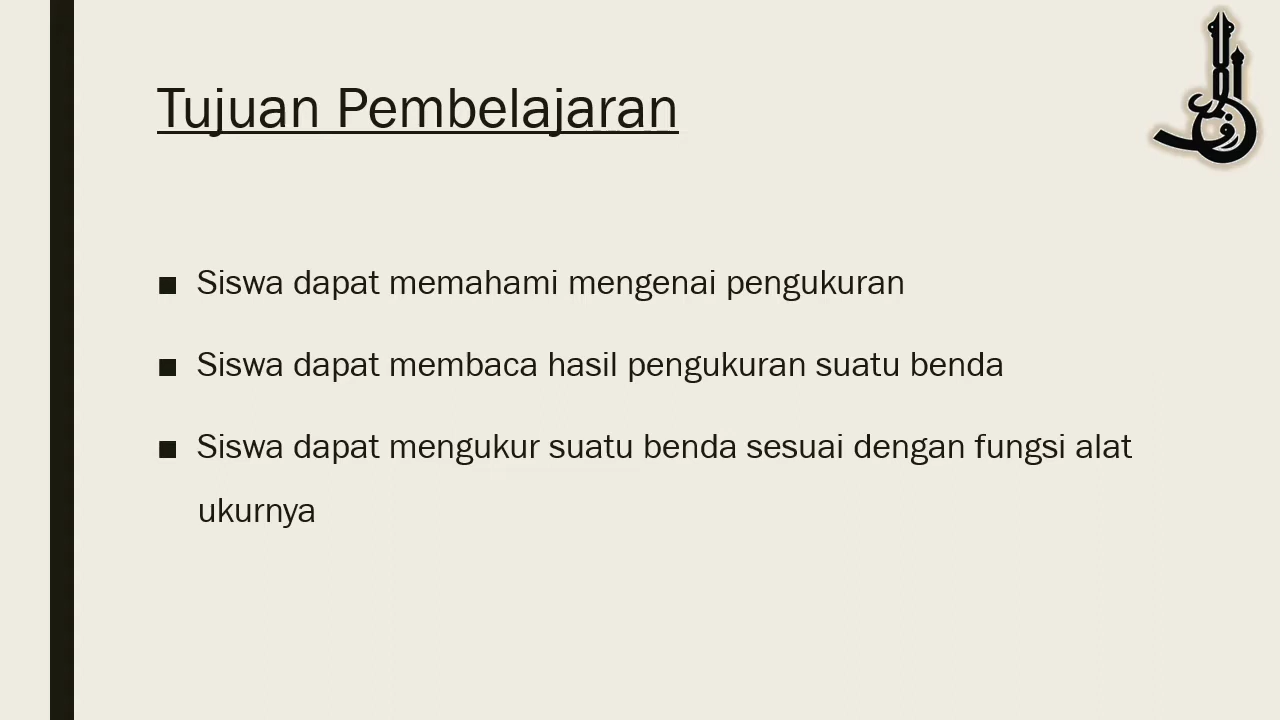 Tujuan Pembelajaran
■ Siswa dapat memahami mengenai pengukuran
■ Siswa dapat membaca hasil pengukuran suatu benda
■ Siswa dapat mengukur suatu benda sesuai dengan fungsi alat
ukurnya